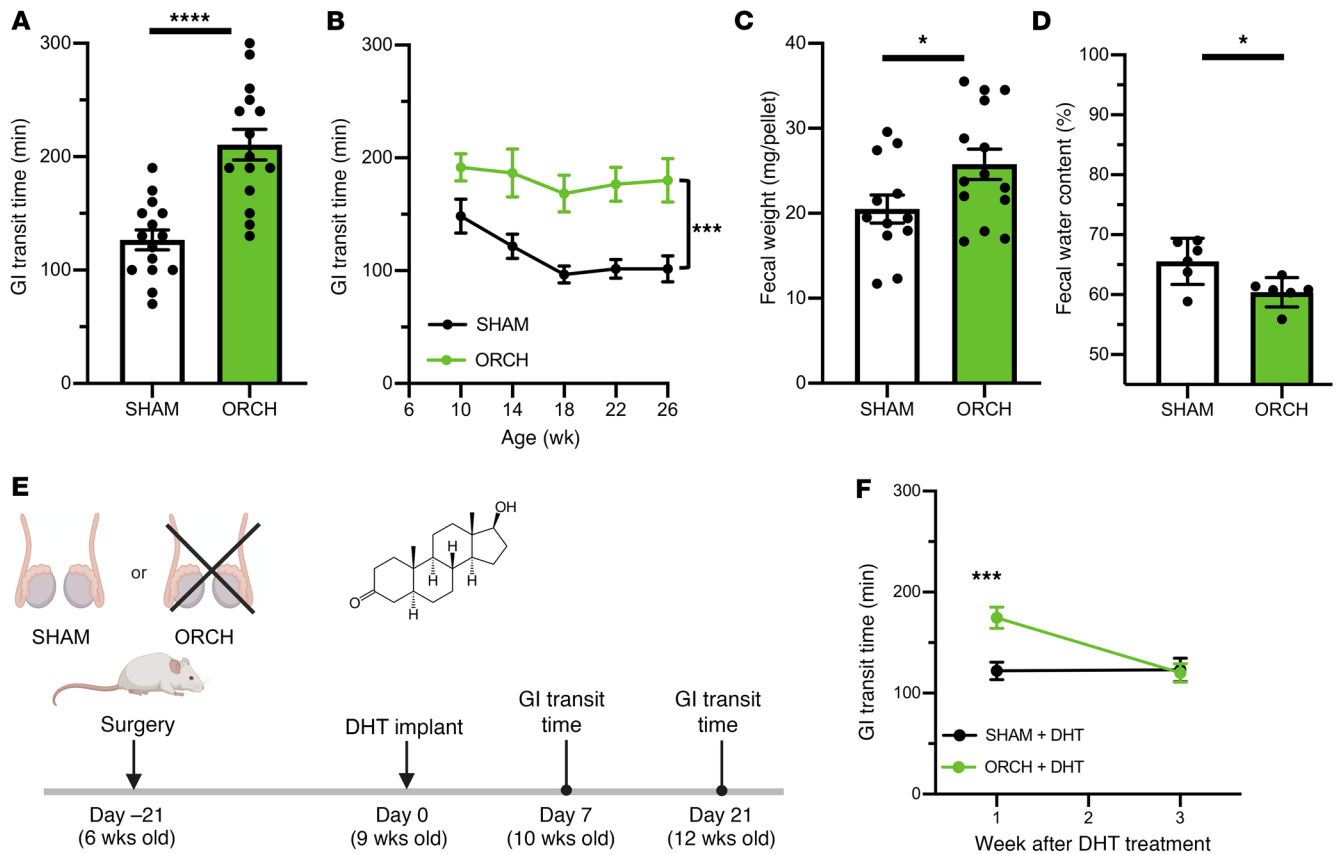 A
****
GI transit time (min)
300
200
100
0
SHAM
ORCH
B
GI transit time (min)
300
200
100
0
***
SHAM
ORCH
6
10
14
18
22
26
Age (wk)
C
*
Fecal weight (mg/pellet)
40
30
20
10
0
SHAM
ORCH
D
*
Fecal water content (%)
100
90
80
70
60
50
SHAM
ORCH
E
or
SHAM
ORCH
OH
H
H
H
H
O
Surgery
DHT implant
GI transit
time
GI transit
time
Day –21
(6 wks old)
Day 0
(9 wks old)
Day 7
(10 wks old)
Day 21
(12 wks old)
F
GI transit time (min)
300
200
100
0
***
SHAM + DHT
ORCH + DHT
1
2
3
Week after DHT treatment